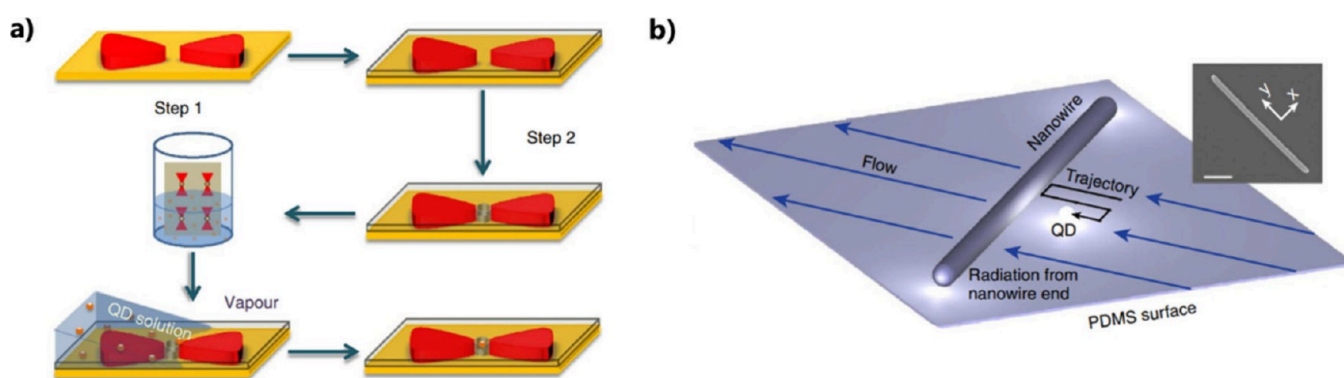 a)
Step 1
Step 2
Vapour
QD solution
b)
Nanowire
y
x
Flow
Trajectory
QD
Radiation from
nanowire end
PDMS surface